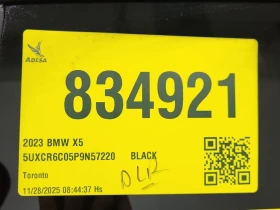 ADESA
834921
2023 BMW X5
5UXCR6C05P9N57220 BLACK
Toronto
11/28/2025 08:44:37 Hs